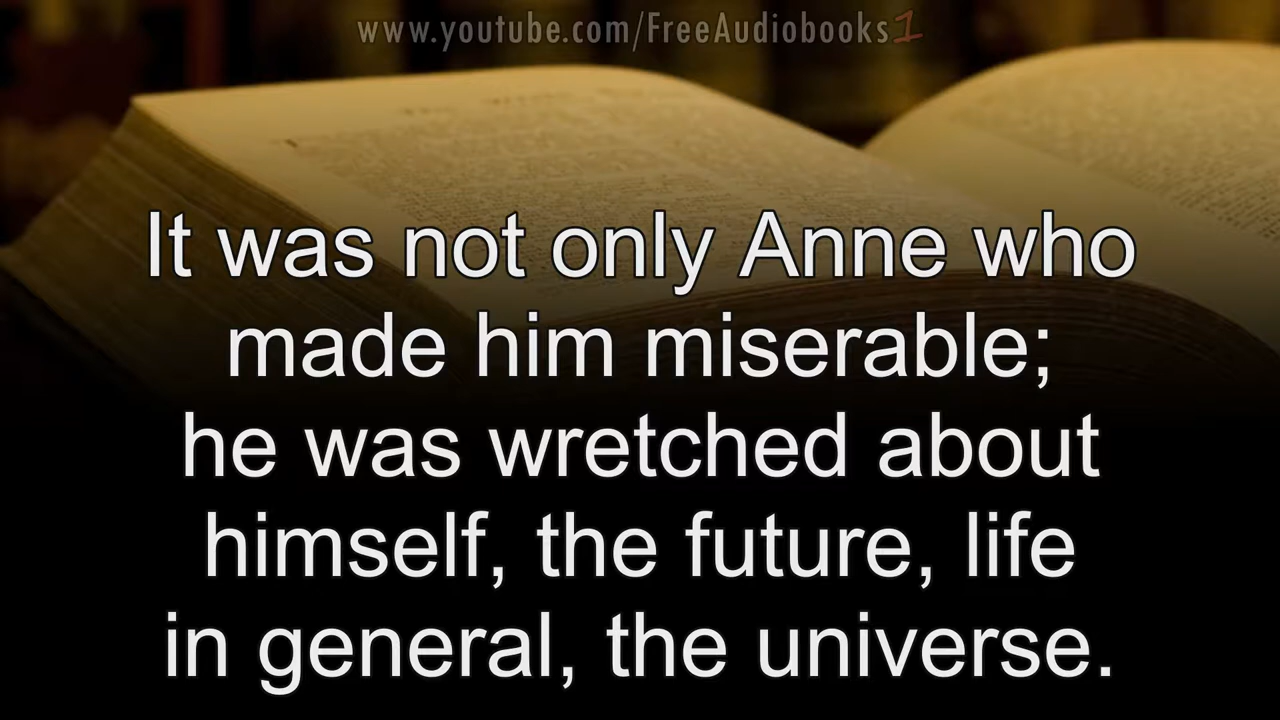 www.youtube.com/FreeAudiobooks1
It was not only Anne who
made him miserable;
he was wretched about
himself, the future, life
in general, the universe.